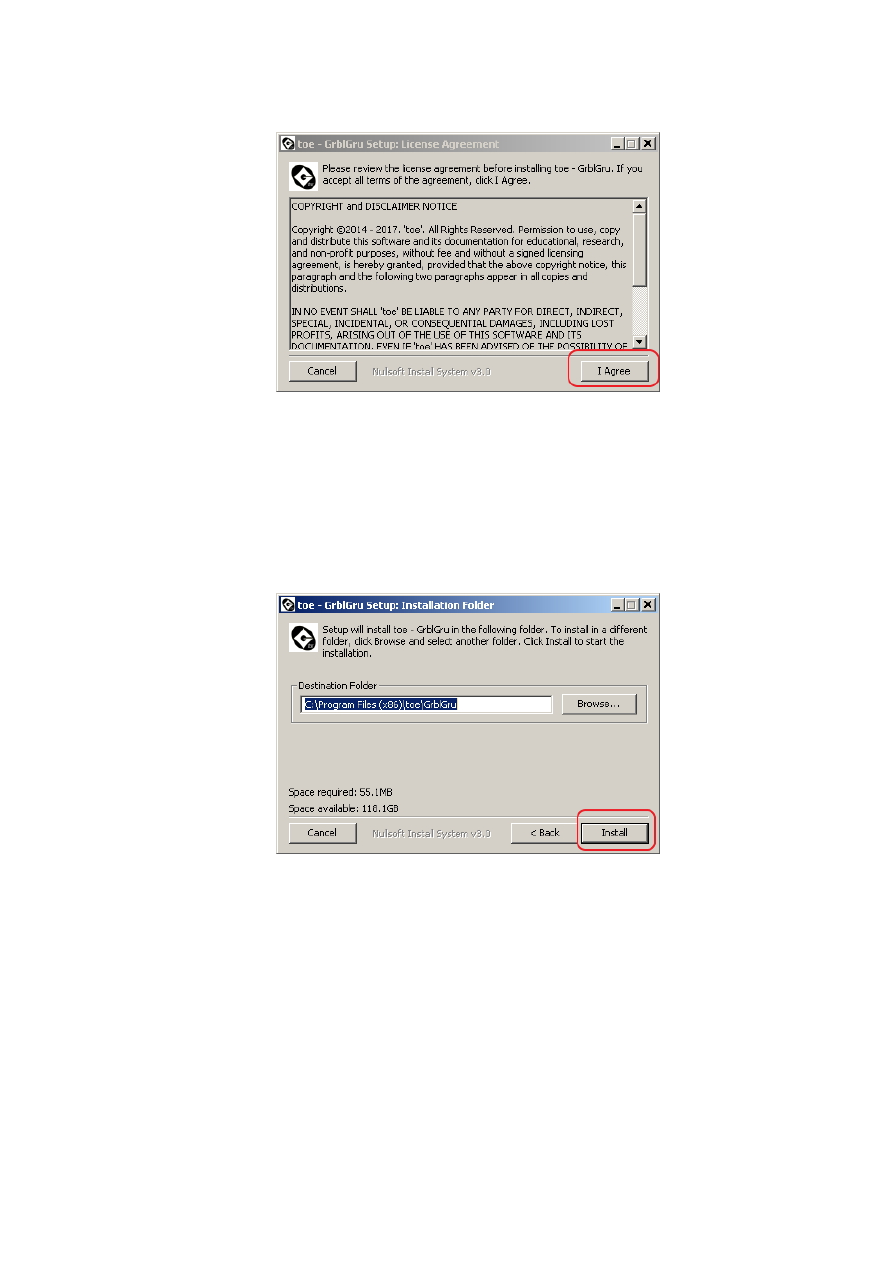 toe - GrblGru Setup: License Agreement
Please review the license agreement before installing toe - GrblGru. If you
accept all terms of the agreement, click I Agree.
COPYRIGHT and DISCLAIMER NOTICE
Copyright ©2014 - 2017. 'toe'. All Rights Reserved. Permission to use, copy
and distribute this software and its documentation for educational, research,
and non-profit purposes, without fee and without a signed licensing
agreement, is hereby granted, provided that the above copyright notice, this
paragraph and the following two paragraphs appear in all copies and
distributions.
IN NO EVENT SHALL 'toe' BE LIABLE TO ANY PARTY FOR DIRECT, INDIRECT,
SPECIAL, INCIDENTAL, OR CONSEQUENTIAL DAMAGES, INCLUDING LOST
PROFITS, ARISING OUT OF THE USE OF THIS SOFTWARE AND ITS
DOCUMENTATION, EVEN IF 'toe' HAS BEEN ADVISED OF THE POSSIBILITY OF
Cancel
Nullsoft Install System v3.0
I Agree
toe - GrblGru Setup: Installation Folder
Setup will install toe - GrblGru in the following folder. To install in a different
folder, click Browse and select another folder. Click Install to start the
installation.
Destination Folder
C:\Program Files (x86)\toe\GrblGru
Browse...
Space required: 55.1MB
Space available: 118.1GB
Cancel
Nullsoft Install System v3.0
< Back
Install